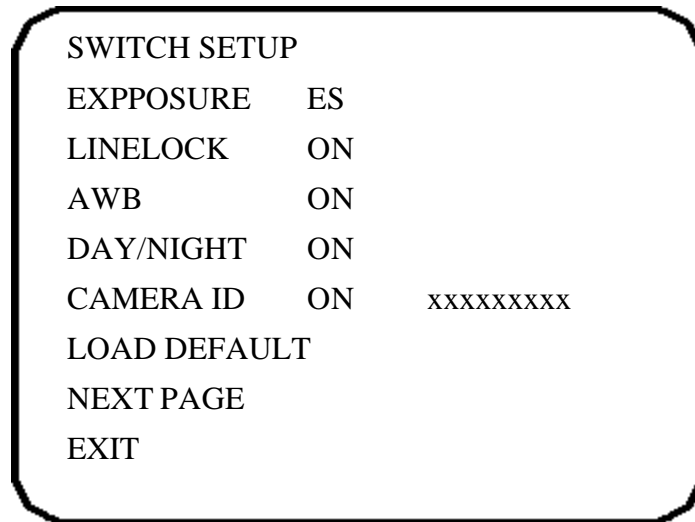 SWITCH SETUP
EXPPOSURE ES
LINELOCK ON
AWB ON
DAY/NIGHT ON
CAMERA ID ON xxxxxxxxx
LOAD DEFAULT
NEXT PAGE
EXIT